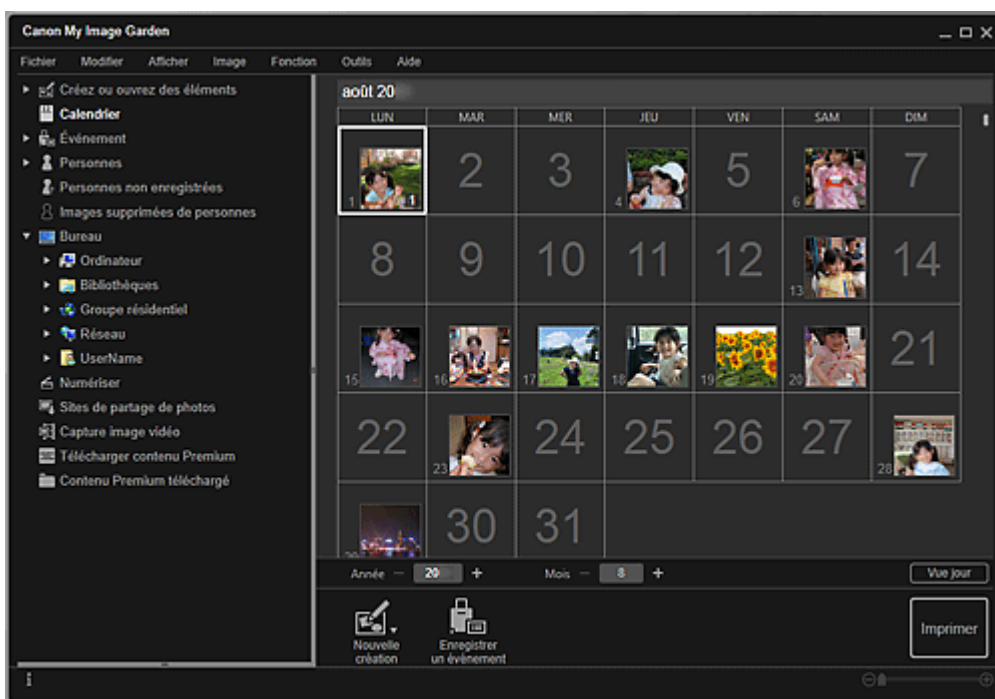 Canon My Image Garden
Fichier Modifier Afficher Image Fonction Outils Aide
Créez ou ouvrez des éléments
Calendrier
Événement
Personnes
Personnes non enregistrées
Images supprimées de personnes
Bureau
Ordinateur
Bibliothèques
Groupe résidentiel
Réseau
UserName
Numériser
Sites de partage de photos
Capture image vidéo
Télécharger contenu Premium
Contenu Premium téléchargé
août 20
LUN MAR MER JEU VEN SAM DIM
1 1 2 3 4 5 6 7
8 9 10 11 12 13 14
15 16 17 18 19 20 21
22 23 24 25 26 27 28
30 31
Année − 20 + Mois − 8 + Vue jour
Nouvelle création
Enregistrer un évènement
Imprimer